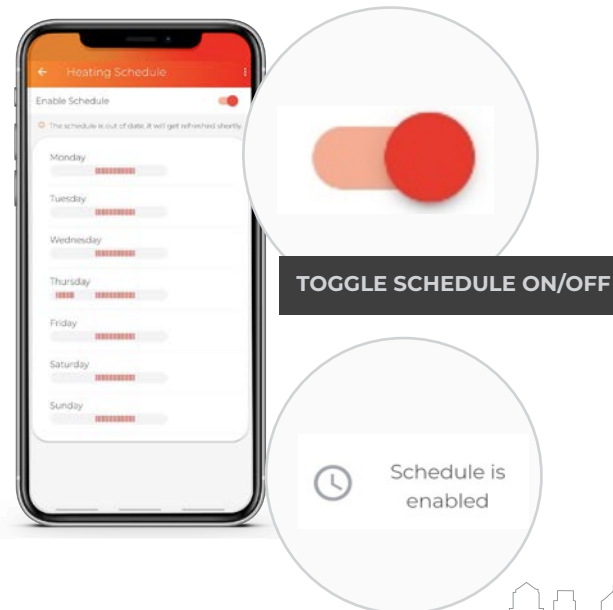 Heating Schedule
Enable Schedule
The schedule is out of date, it will get refreshed shortly.
Monday
Tuesday
Wednesday
Thursday
Friday
Saturday
Sunday
TOGGLE SCHEDULE ON/OFF
Schedule is
enabled